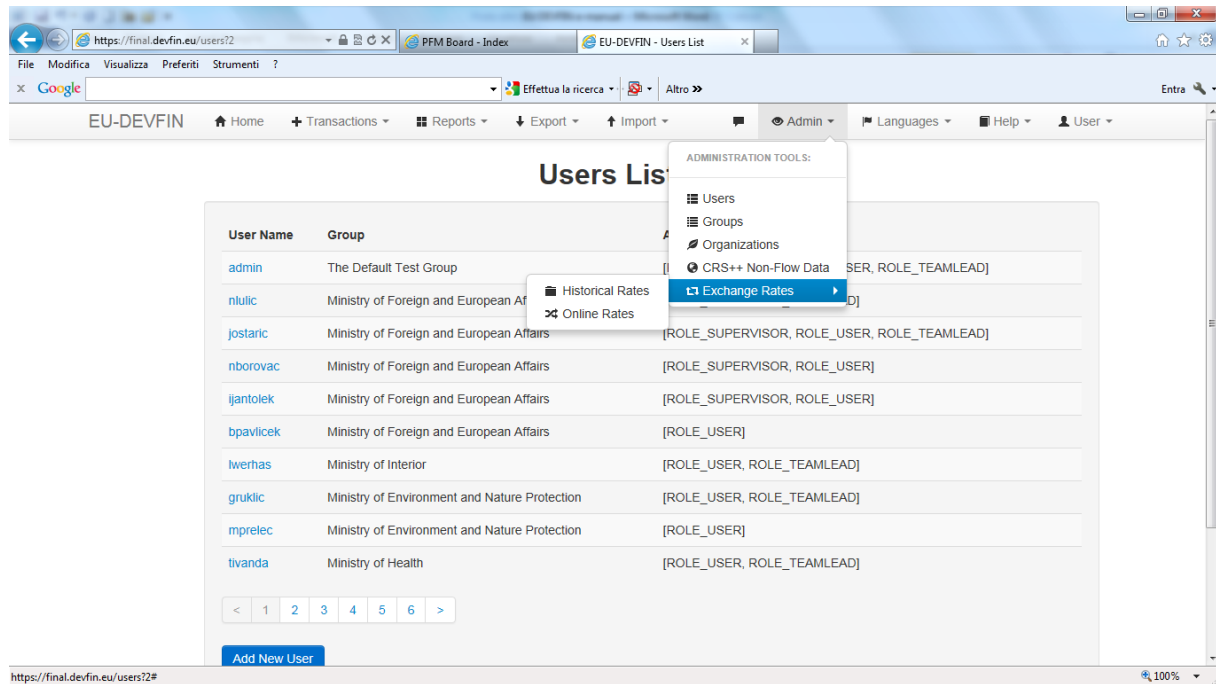 https://final.devfin.eu/users?2
PFM Board - Index
EU-DEVFIN - Users List
File Modifica Visualizza Preferiti Strumenti ?
x Google Effettua la ricerca Altro » Entra
EU-DEVFIN Home Transactions Reports Export Import Admin Languages Help User
ADMINISTRATION TOOLS:
Users
Groups
Organizations
CRS++ Non-Flow Data
Exchange Rates
Historical Rates
Online Rates
Users Lis
User Name Group
admin The Default Test Group SER, ROLE_TEAMLEAD]
nlulic Ministry of Foreign and European Af D]
jostaric Ministry of Foreign and European Affairs [ROLE_SUPERVISOR, ROLE_USER, ROLE_TEAMLEAD]
nborovac Ministry of Foreign and European Affairs [ROLE_SUPERVISOR, ROLE_USER]
ijantolek Ministry of Foreign and European Affairs [ROLE_SUPERVISOR, ROLE_USER]
bpavlicek Ministry of Foreign and European Affairs [ROLE_USER]
lwerhas Ministry of Interior [ROLE_USER, ROLE_TEAMLEAD]
gruklic Ministry of Environment and Nature Protection [ROLE_USER, ROLE_TEAMLEAD]
mprelec Ministry of Environment and Nature Protection [ROLE_USER]
tivanda Ministry of Health [ROLE_USER, ROLE_TEAMLEAD]
< 1 2 3 4 5 6 >
Add New User
https://final.devfin.eu/users?2#
100%